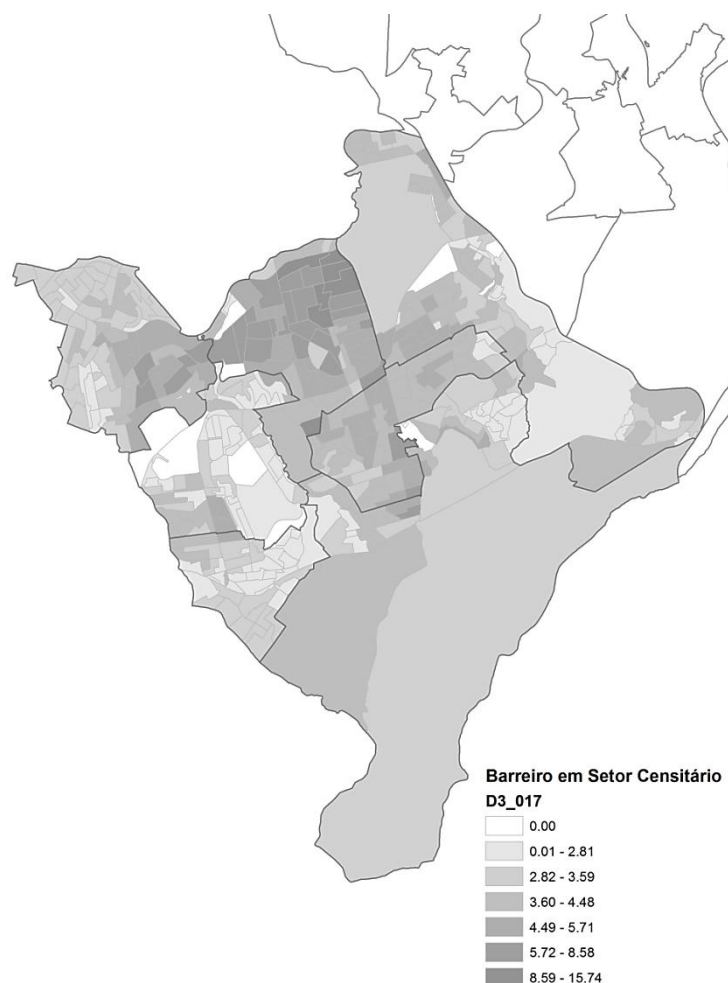 Barreiro em Setor Censitário
D3_017
0.00
0.01 - 2.81
2.82 - 3.59
3.60 - 4.48
4.49 - 5.71
5.72 - 8.58
8.59 - 15.74